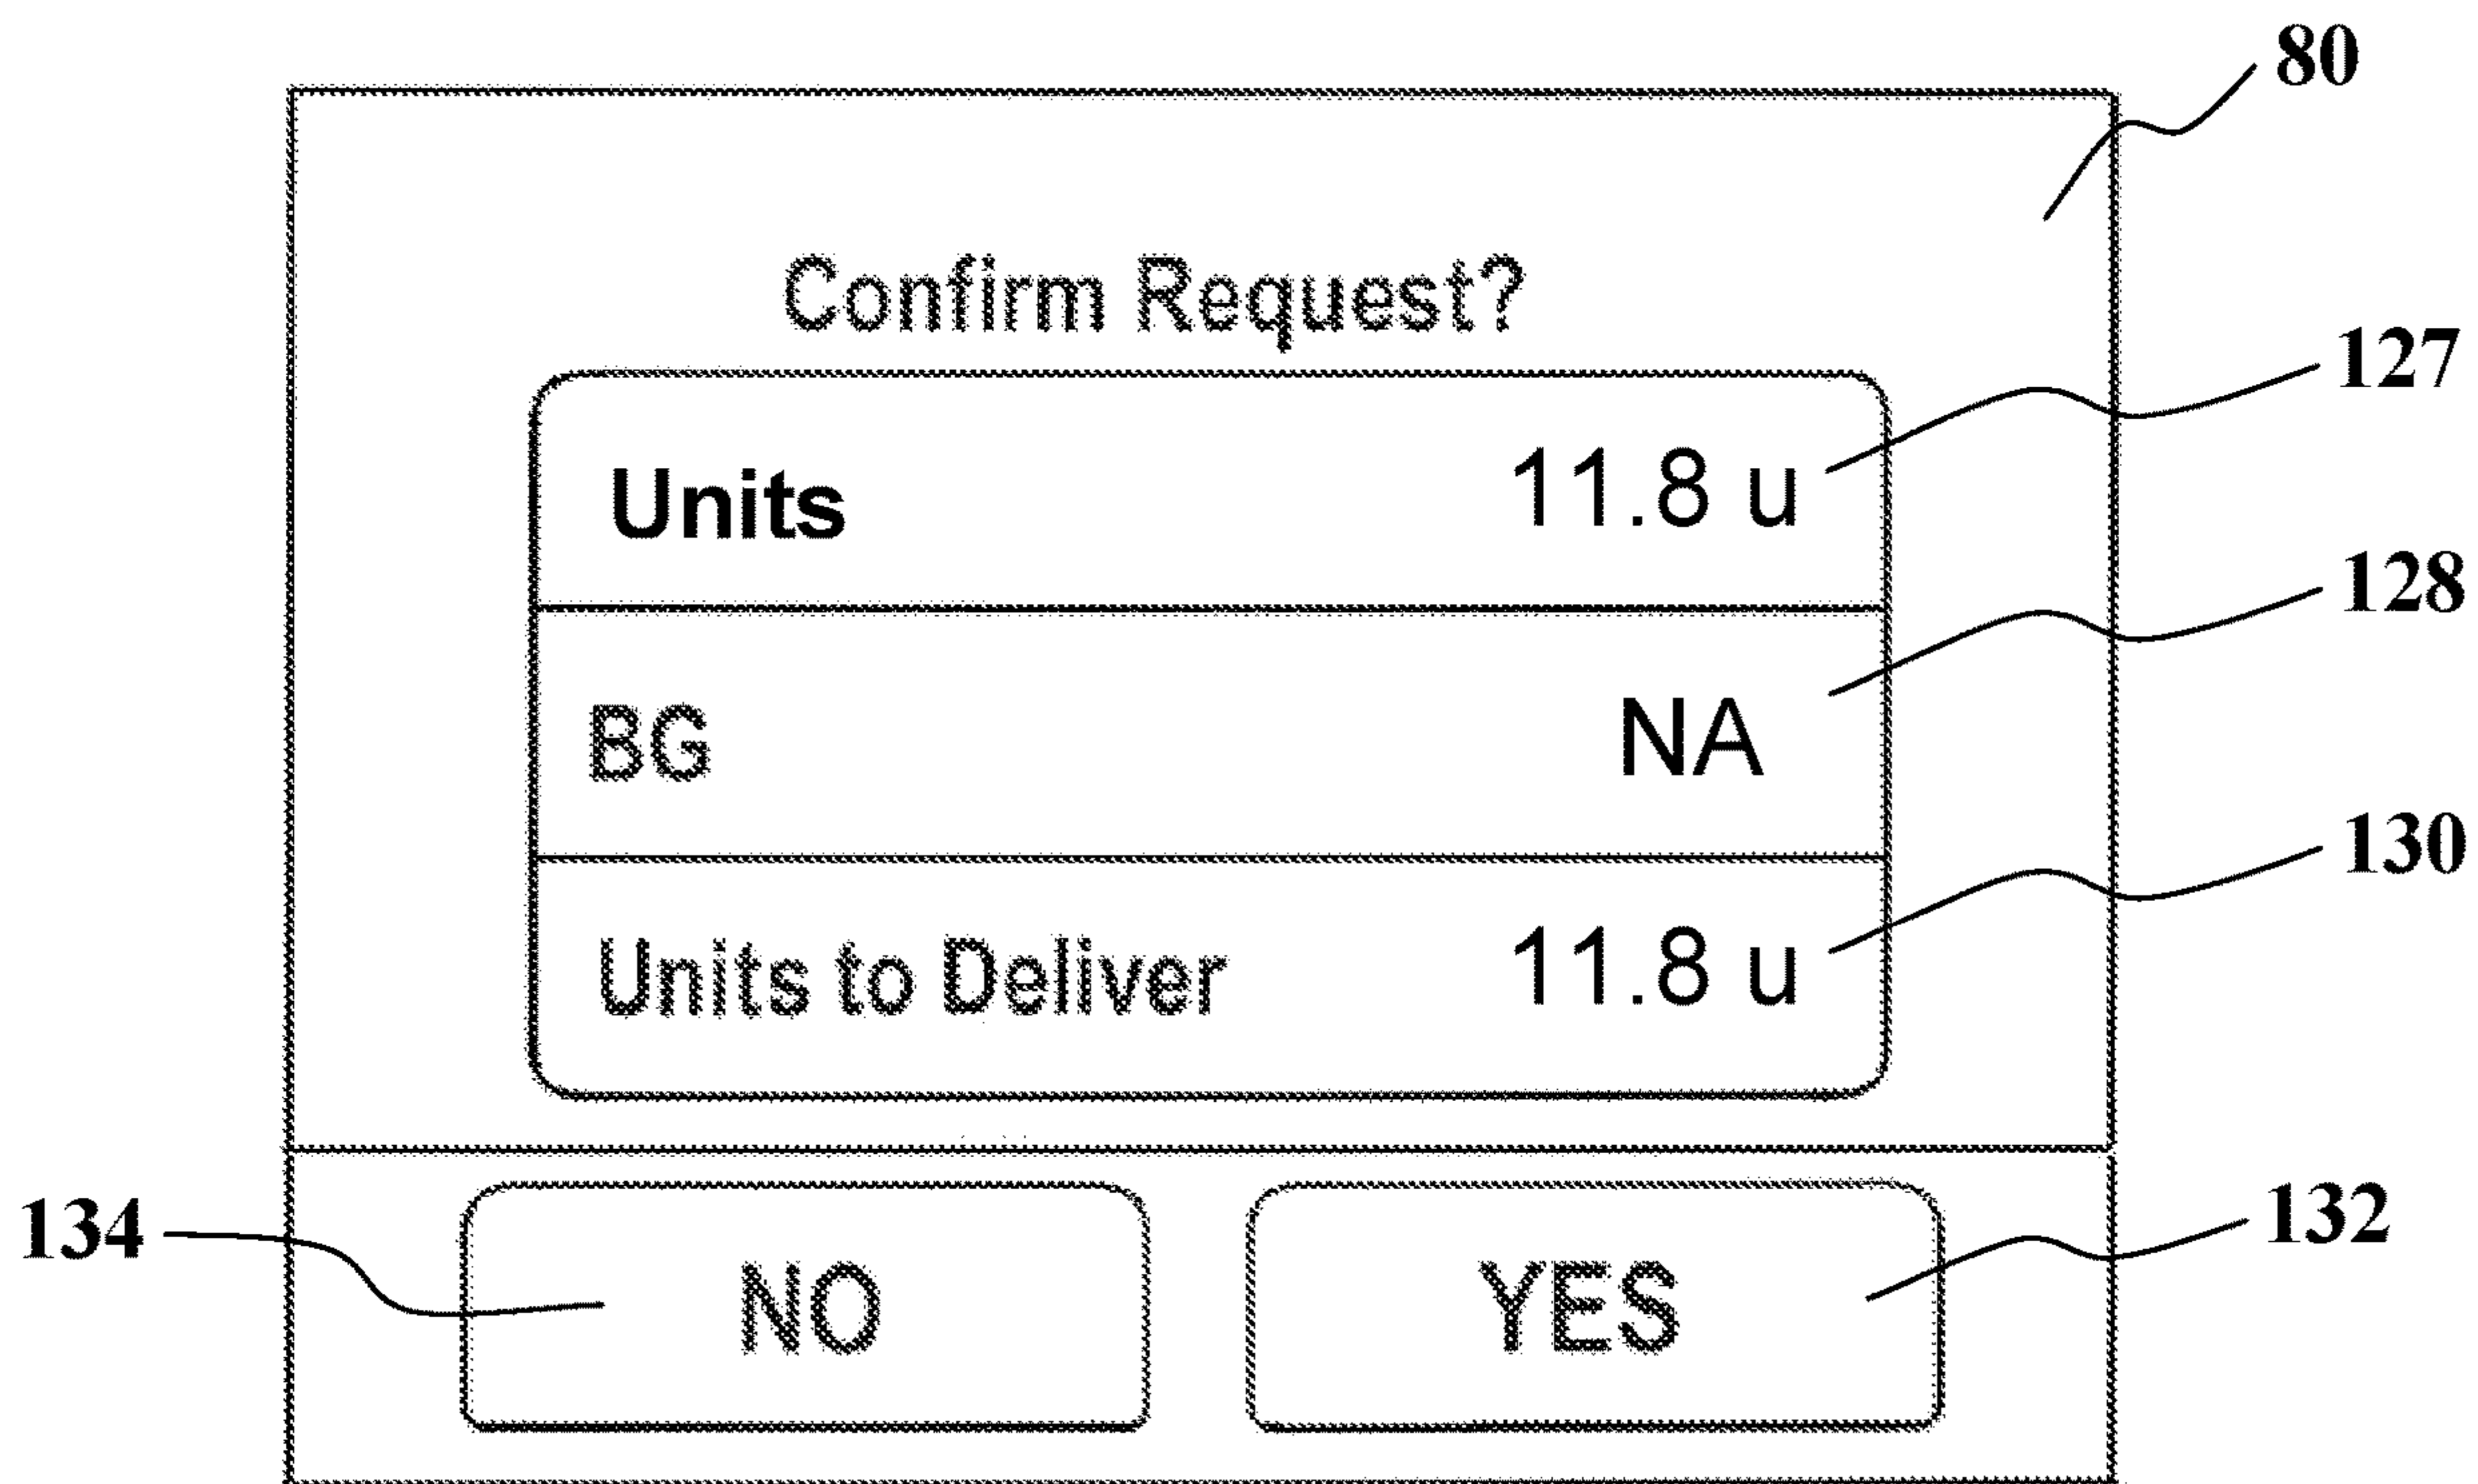 80
Confirm Request?
127
Units 11.8 u
128
BG NA
130
Units to Deliver 11.8 u
134
132
NO YES